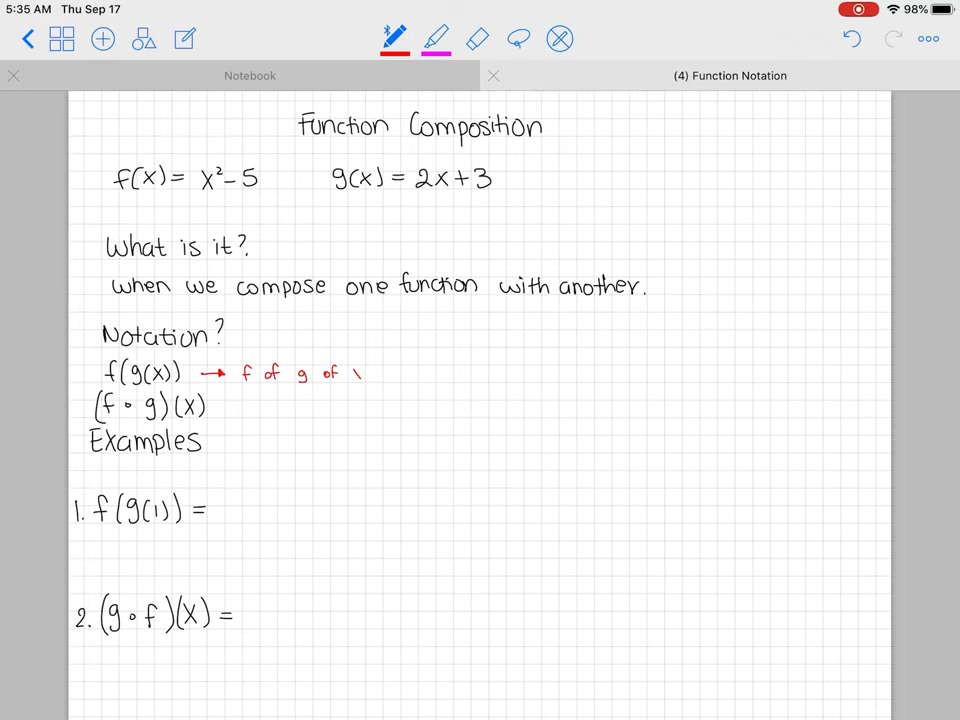 5:35 AM Thu Sep 17 98%
Notebook (4) Function Notation
Function Composition
f(x) = x² - 5 g(x) = 2x + 3
What is it?
when we compose one function with another.
Notation?
f(g(x)) → f of g of
(f ∘ g)(x)
Examples
1. f(g(1)) =
2. (g ∘ f)(x) =